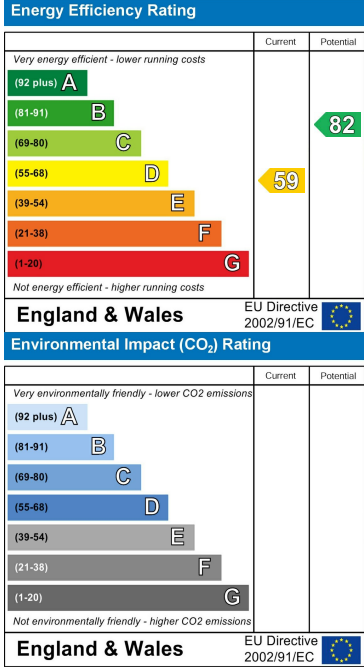 Energy Efficiency Rating
Current Potential
Very energy efficient - lower running costs
(92 plus) A
(81-91) B
(69-80) C
(55-68) D
(39-54) E
(21-38) F
(1-20) G
59
82
Not energy efficient - higher running costs
England & Wales
EU Directive
2002/91/EC
Environmental Impact (CO₂) Rating
Current Potential
Very environmentally friendly - lower CO2 emissions
(92 plus) A
(81-91) B
(69-80) C
(55-68) D
(39-54) E
(21-38) F
(1-20) G
Not environmentally friendly - higher CO2 emissions
England & Wales
EU Directive
2002/91/EC